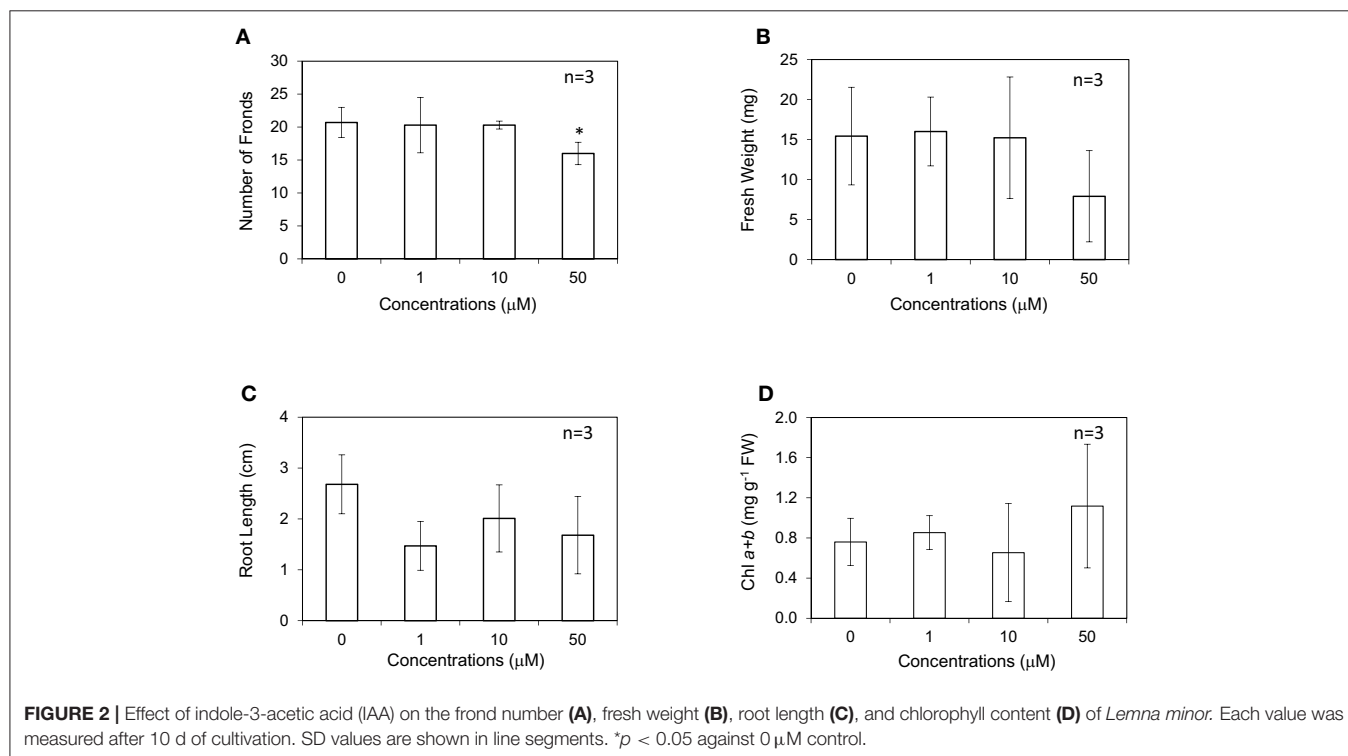 A
30
25
20
15
10
5
0
Number of Fronds
n=3
*
0 1 10 50
Concentrations (μM)
B
25
20
15
10
5
0
Fresh Weight (mg)
n=3
0 1 10 50
Concentrations (μM)
C
4
3
2
1
0
Root Length (cm)
n=3
0 1 10 50
Concentrations (μM)
D
2.0
1.6
1.2
0.8
0.4
0.0
Chl a+b (mg g⁻¹ FW)
n=3
0 1 10 50
Concentrations (μM)
FIGURE 2 | Effect of indole-3-acetic acid (IAA) on the frond number (A), fresh weight (B), root length (C), and chlorophyll content (D) of Lemna minor. Each value was
measured after 10 d of cultivation. SD values are shown in line segments. *p < 0.05 against 0 μM control.